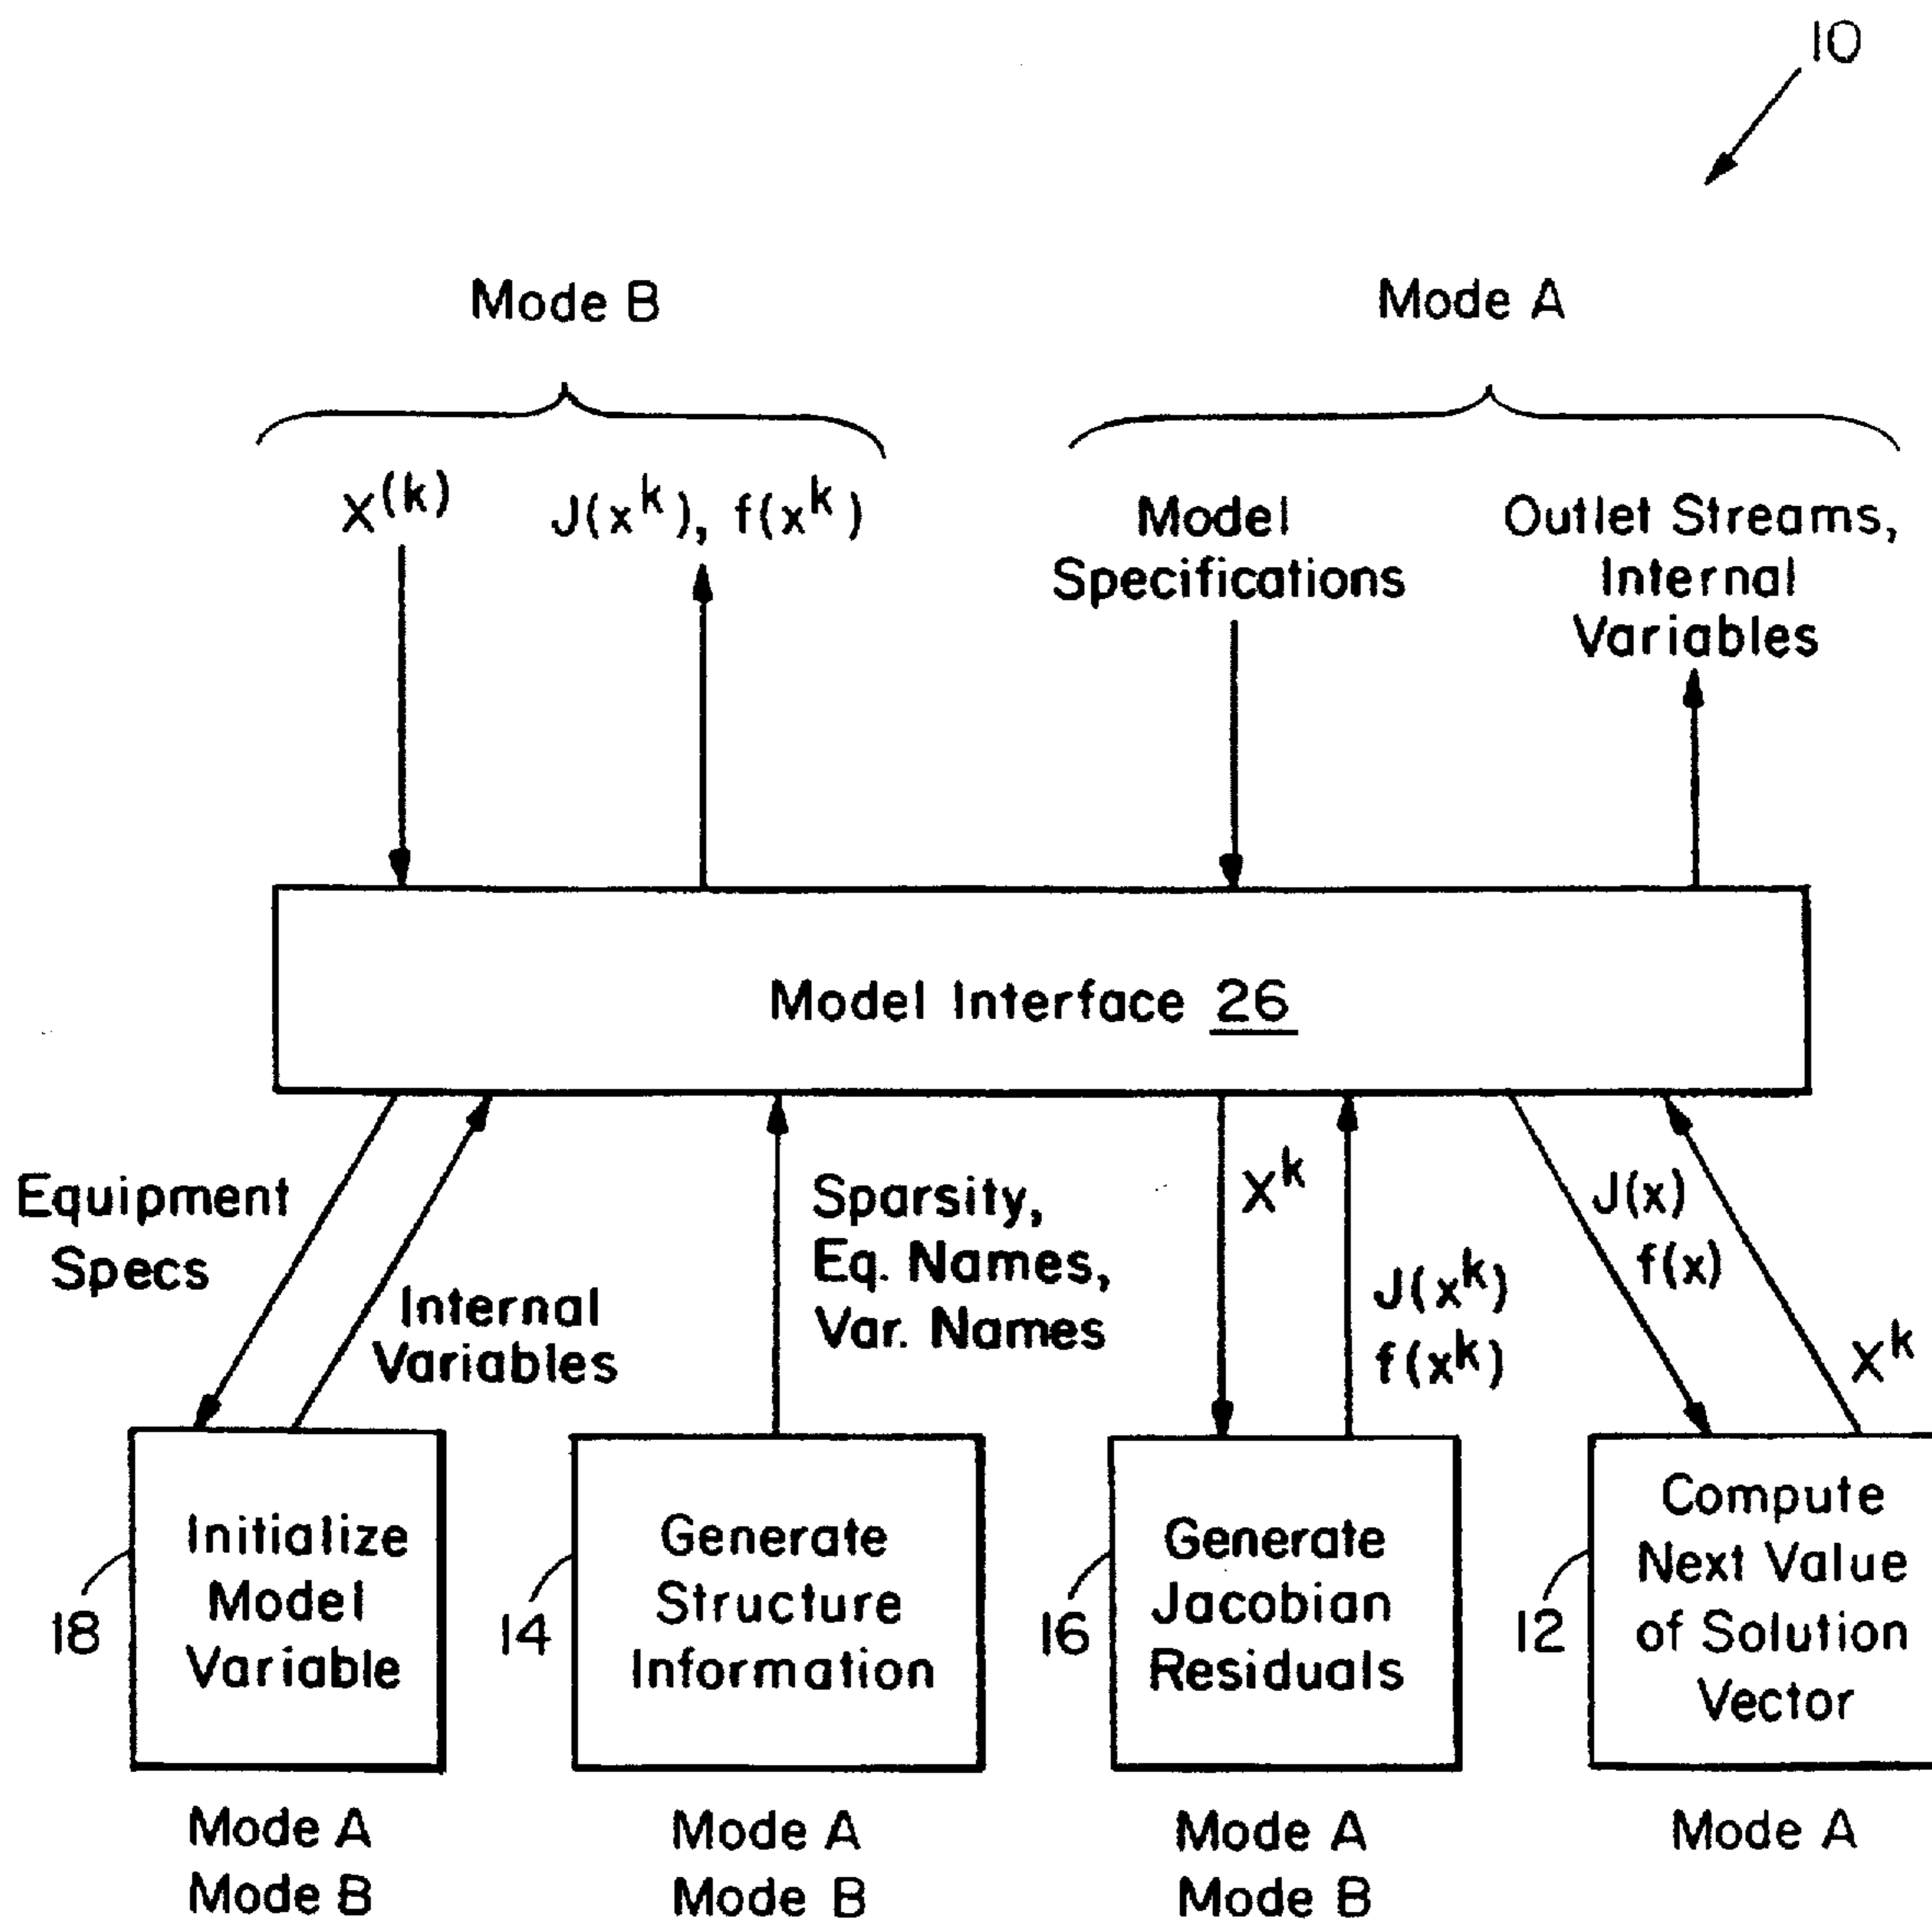 10
Mode B
Mode A
X(k)
J(xk), f(xk)
Model
Specifications
Outlet Streams,
Internal
Variables
Model Interface 26
Equipment
Specs
Internal
Variables
Sparsity,
Eq. Names,
Var. Names
Xk
J(xk)
f(xk)
J(x)
f(x)
Xk
Initialize
Model
Variable
18
Generate
Structure
Information
14
Generate
Jacobian
Residuals
16
Compute
Next Value
of Solution
Vector
12
Mode A
Mode B
Mode A
Mode B
Mode A
Mode B
Mode A